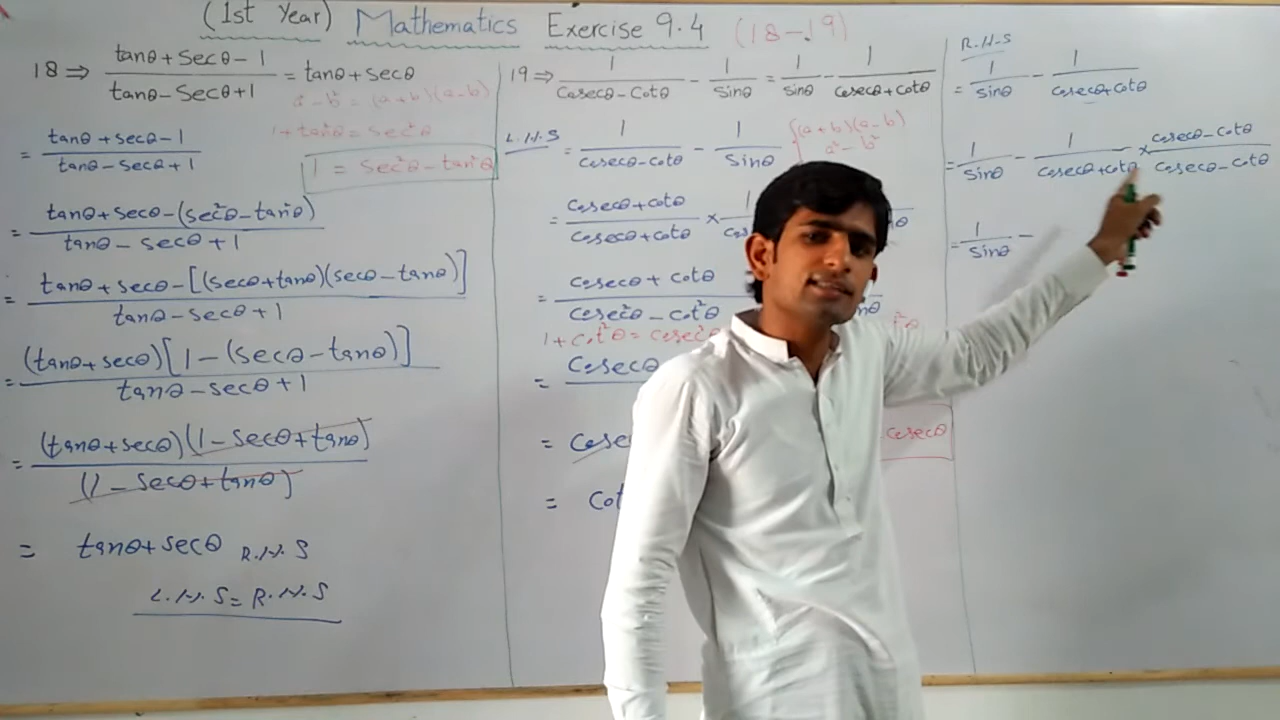 (1st Year) Mathematics Exercise 9.4 (18-19)
18 ⇒ (tanθ + secθ - 1)/(tanθ - secθ + 1) = tanθ + secθ
a² - b² = (a+b)(a-b)
1 + tan²θ = sec²θ
1 = sec²θ - tan²θ
= (tanθ + secθ - 1)/(tanθ - secθ + 1)
= (tanθ + secθ - (sec²θ - tan²θ))/(tanθ - secθ + 1)
= (tanθ + secθ - [(secθ + tanθ)(secθ - tanθ)])/(tanθ - secθ + 1)
= (tanθ + secθ)[1 - (secθ - tanθ)]/(tanθ - secθ + 1)
= (tanθ + secθ)(1 - secθ + tanθ)/(1 - secθ + tanθ)
= tanθ + secθ R.H.S
L.H.S = R.H.S
19 ⇒ 1/(cosecθ - cotθ) - 1/sinθ = 1/sinθ - 1/(cosecθ + cotθ)
L.H.S = 1/(cosecθ - cotθ) - 1/sinθ
{(a+b)(a-b)
a² - b²
= (cosecθ + cotθ)/(cosecθ + cotθ) × 1/
= (cosecθ + cotθ)/(cosec²θ - cot²θ)
1 + cot²θ = cosec²θ
= cosecθ
=
= cot
cosecθ
R.H.S
= 1/sinθ - 1/(cosecθ + cotθ)
= 1/sinθ - 1/(cosecθ + cotθ) × (cosecθ - cotθ)/(cosecθ - cotθ)
= 1/sinθ -